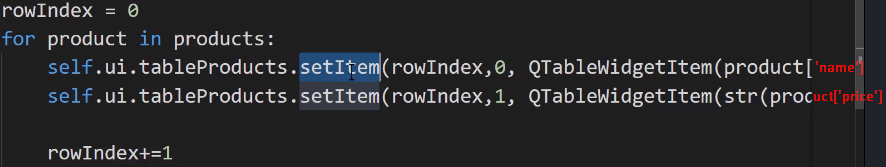 rowIndex = 0
for product in products:
    self.ui.tableProducts.setItem(rowIndex,0, QTableWidgetItem(product['name']
    self.ui.tableProducts.setItem(rowIndex,1, QTableWidgetItem(str(product['price']
    rowIndex+=1